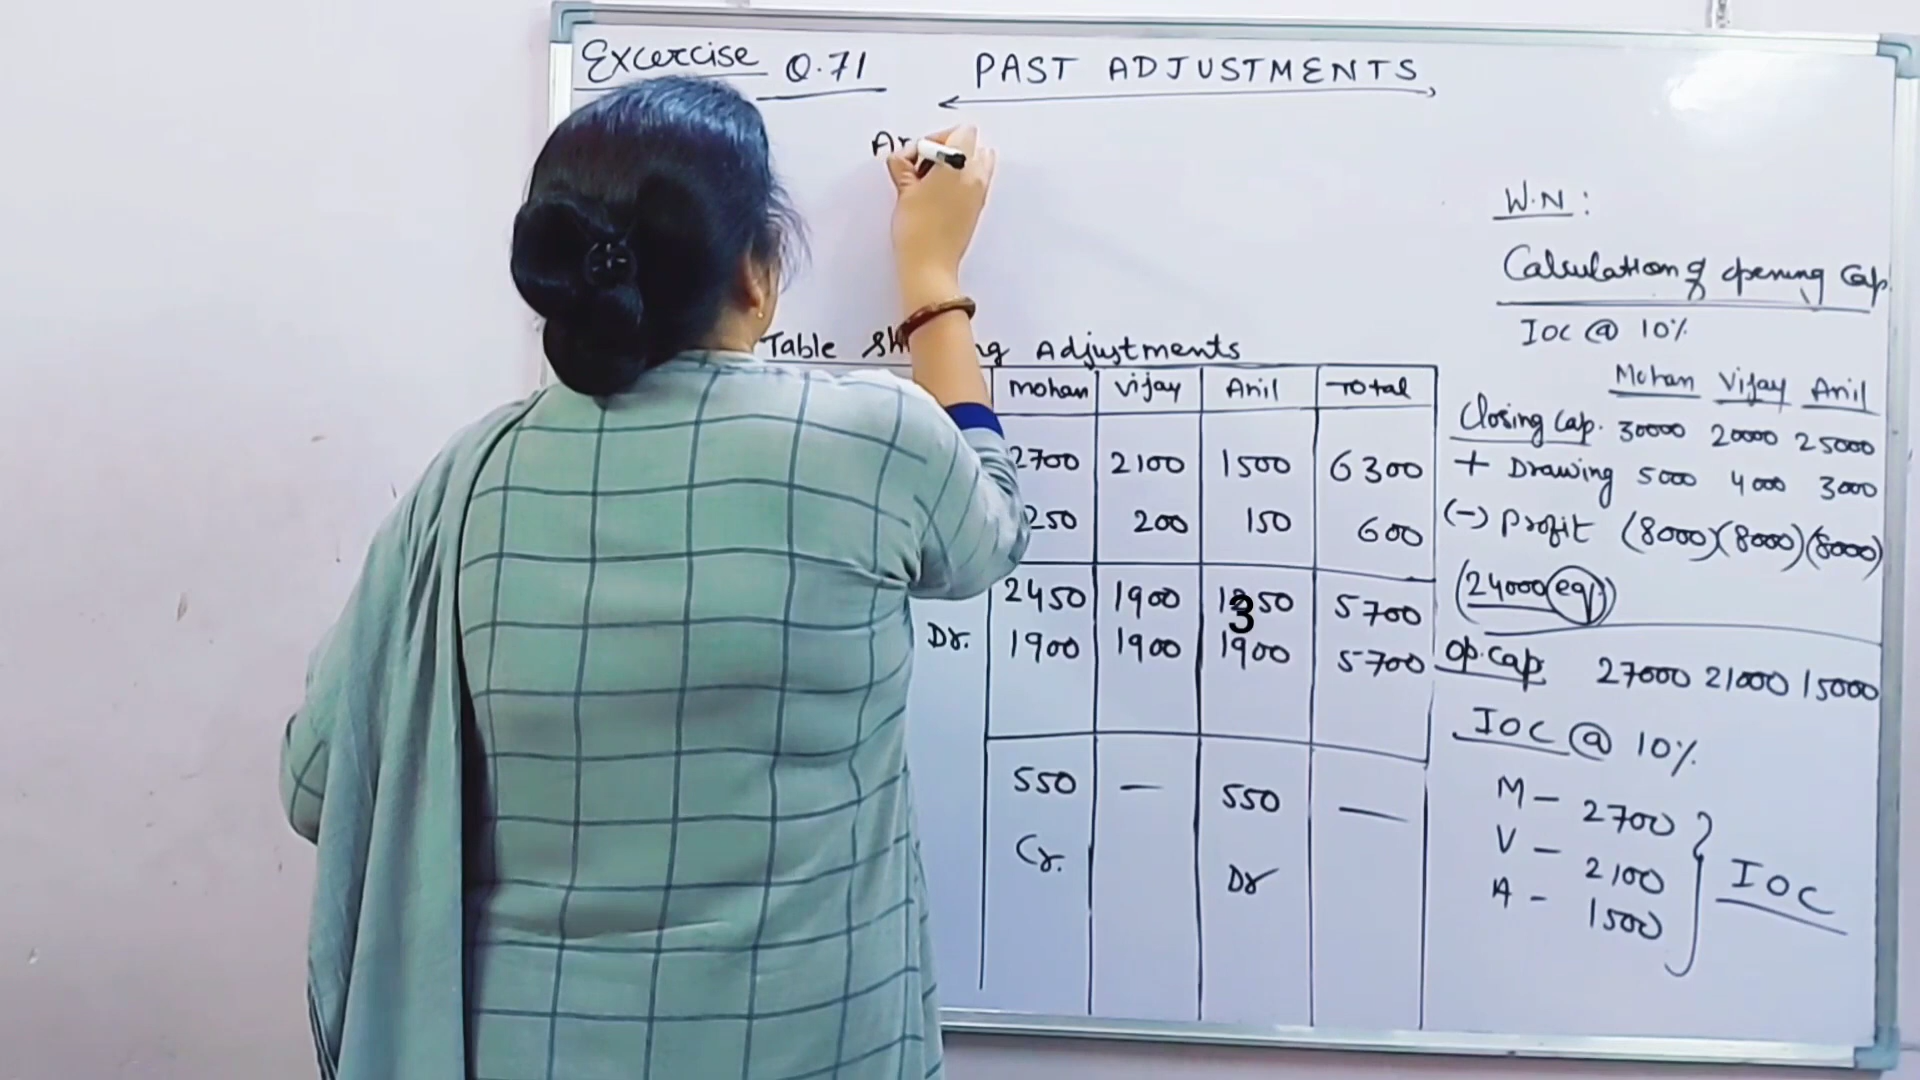 Excercise Q.71
PAST ADJUSTMENTS
An
Table Sh ng Adjustments
Mohan Vijay Anil Total
2700 2100 1500 6300
250 200 150 600
2450 1900 1350 5700
Dr. 1900 1900 1900 5700
550 — 550 —
Cr. Dr
W.N :
Calculation of opening Cap.
IOC @ 10%
Mohan Vijay Anil
Closing Cap. 30000 20000 25000
+ Drawing 5000 4000 3000
(-) Profit (8000)(8000)(8000)
(24000 eq.)
Op. Cap. 27000 21000 15000
IOC @ 10%
M — 2700
V — 2100
A - 1500
IOC